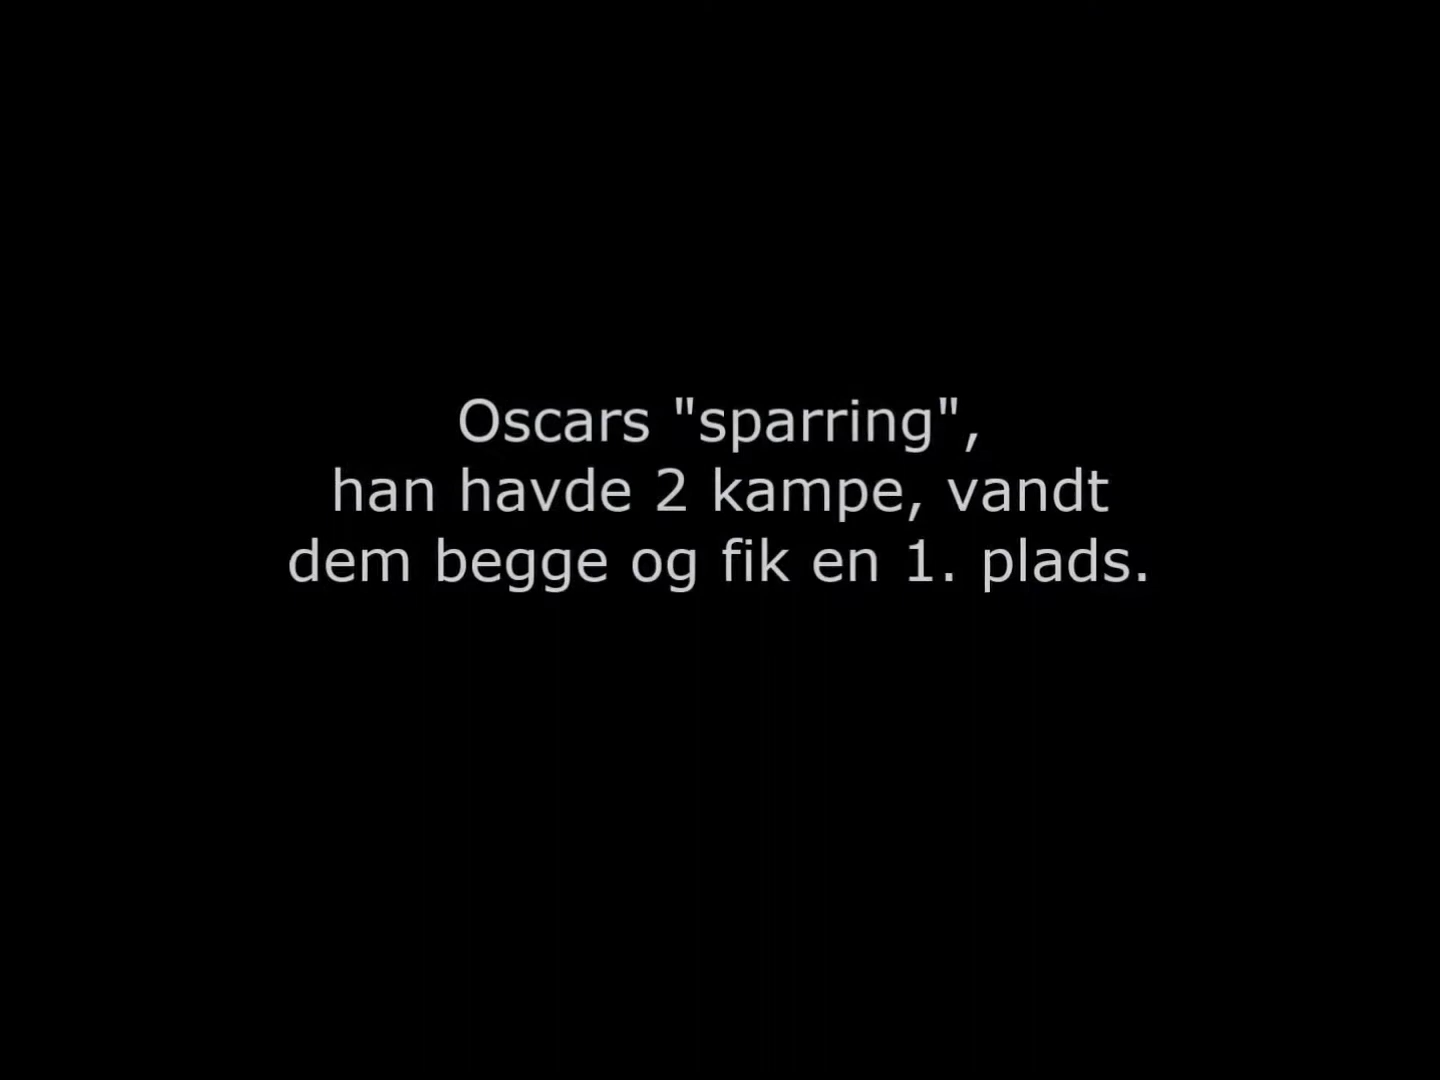 Oscars "sparring",
han havde 2 kampe, vandt
dem begge og fik en 1. plads.